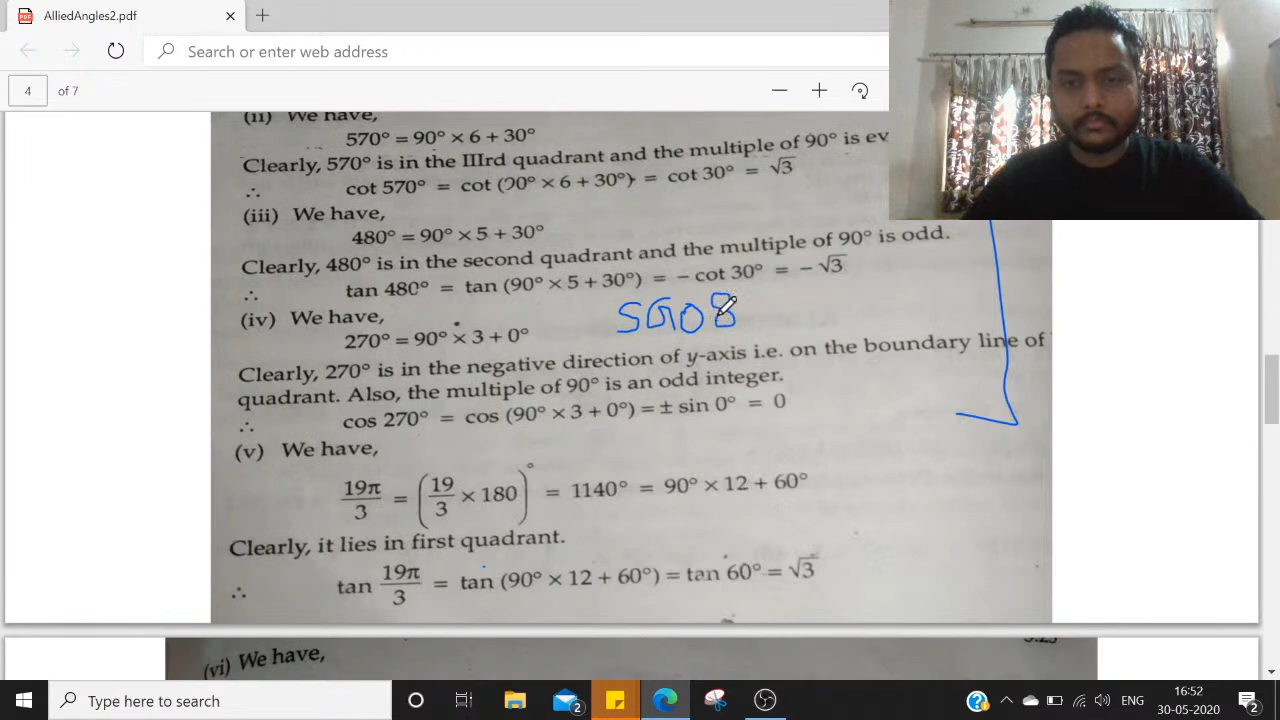 AlliedAngles2.pdf
Search or enter web address
4 of 7
(ii) We have,
570° = 90° × 6 + 30°
Clearly, 570° is in the IIIrd quadrant and the multiple of 90° is ev
∴ cot 570° = cot (90° × 6 + 30°) = cot 30° = √3
(iii) We have,
480° = 90° × 5 + 30°
Clearly, 480° is in the second quadrant and the multiple of 90° is odd.
∴ tan 480° = tan (90° × 5 + 30°) = − cot 30° = − √3
(iv) We have,
270° = 90° × 3 + 0°
Clearly, 270° is in the negative direction of y-axis i.e. on the boundary line of
quadrant. Also, the multiple of 90° is an odd integer.
∴ cos 270° = cos (90° × 3 + 0°) = ± sin 0° = 0
(v) We have,
19π/3 = (19/3 × 180)° = 1140° = 90° × 12 + 60°
Clearly, it lies in first quadrant.
∴ tan 19π/3 = tan (90° × 12 + 60°) = tan 60° = √3
(vi) We have,
Type here to search
2
ENG
16:52
30-05-2020
2